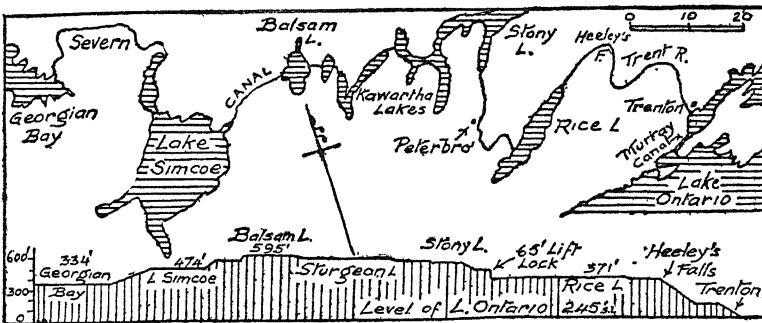 Severn
Balsam
L.
Stony
L.
Heeley's
F.
Trent R.
0 10 20
Georgian
Bay
CANAL
Kawartha
Lakes
Trenton
Lake
Simcoe
Peterbro'
Rice L
Murray
Canal
Lake
Ontario
600'
300
0
334'
Georgian
Bay
474'
L Simcoe
Balsam L.
595'
Sturgeon L
Stony L.
65' Lift
Lock
371'
Rice L
Heeley's
Falls
Trenton
Level of L. Ontario 245'